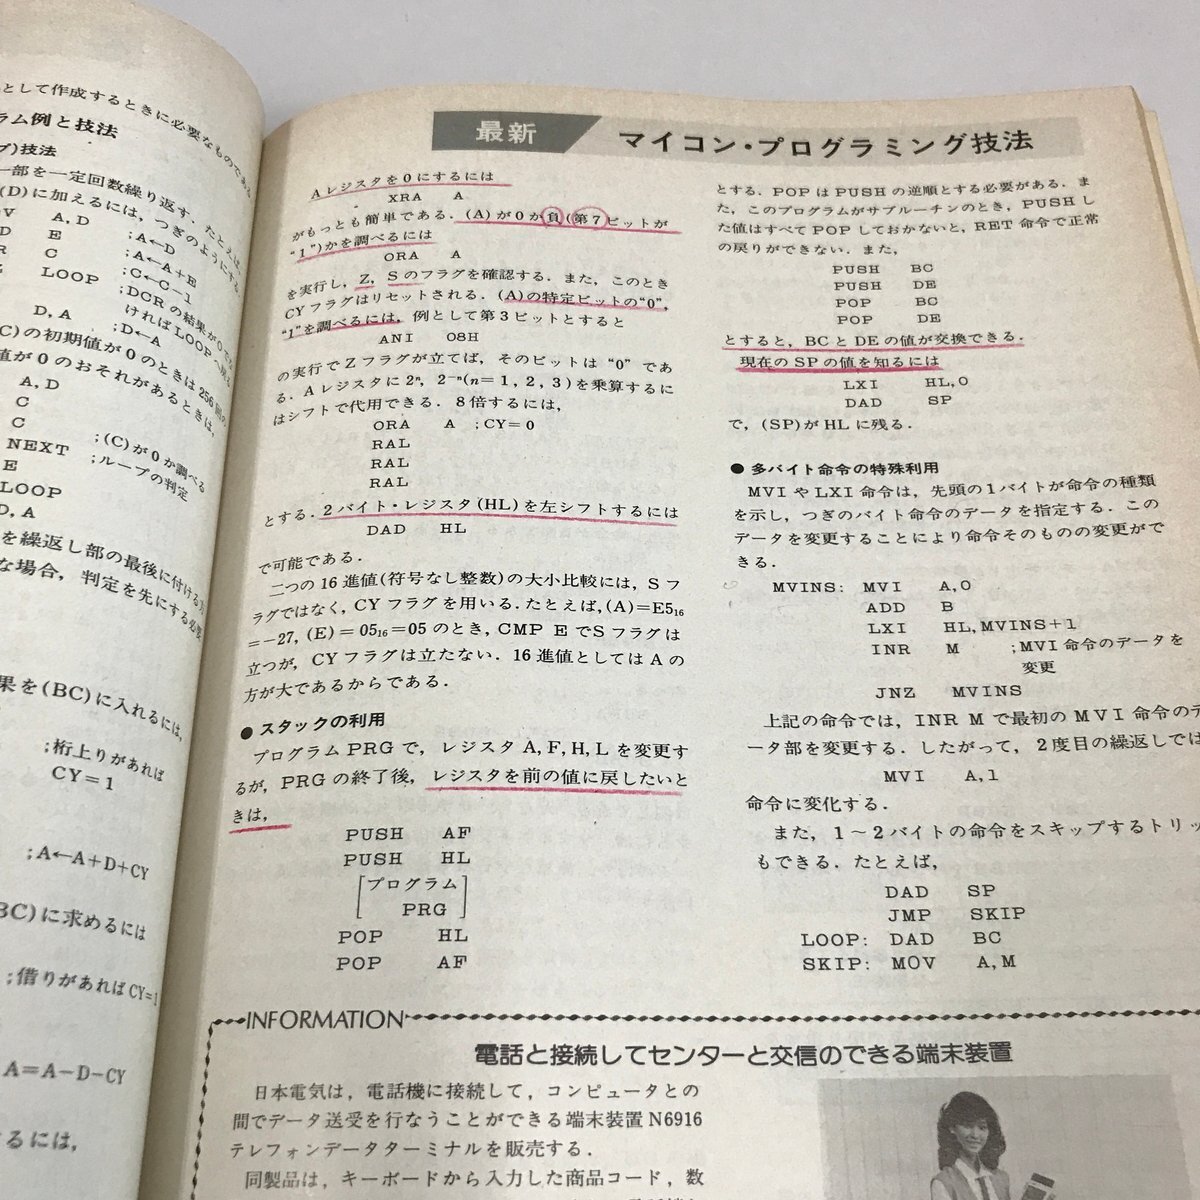 として作成するときに必要なものである
ラム例と技法
プ)技法
一部を一定回数繰り返す. たとえば,
(D)に加えるには, つぎのようにする
A, D ;A←D
E ;A←A+E
C ;C←C−1
LOOP ;DCRの結果が0で
ければLOOPへ
D, A ;D←A
C)の初期値が0のときは256回の
値が0のおそれがあるときは,
A, D
C
C ;(C)が0か調べる
NEXT ;ループの判定
E
LOOP
D, A
を繰返し部の最後に付ける方
な場合, 判定を先にする必要
果を(BC)に入れるには,
;桁上りがあれば
CY=1
;A←A+D+CY
BC)に求めるには
;借りがあればCY=1
A=A−D−CY
するには,
最新 マイコン・プログラミング技法
Aレジスタを0にするには
XRA A
がもっとも簡単である. (A)が0か負(第7ビットが
“1”)かを調べるには
ORA A
を実行し, Z, Sのフラグを確認する. また, このとき
CYフラグはリセットされる. (A)の特定ビットの“0”,
“1”を調べるには, 例として第3ビットとすると
ANI 08H
の実行でZフラグが立てば, そのビットは“0”であ
る. Aレジスタに2ⁿ, 2⁻ⁿ(n=1, 2, 3)を乗算するに
はシフトで代用できる. 8倍するには,
ORA A ;CY=0
RAL
RAL
RAL
とする. 2バイト・レジスタ(HL)を左シフトするには
DAD HL
で可能である.
二つの16進値(符号なし整数)の大小比較には, Sフ
ラグではなく, CYフラグを用いる. たとえば, (A)=E5₁₆
=−27, (E)=05₁₆=05のとき, CMP EでSフラグは
立つが, CYフラグは立たない. 16進値としてはAの
方が大であるからである.
●スタックの利用
プログラムPRGで, レジスタA, F, H, Lを変更す
るが, PRGの終了後, レジスタを前の値に戻したいと
きは,
PUSH AF
PUSH HL
[プログラム
PRG]
POP HL
POP AF
とする. POPはPUSHの逆順とする必要がある. ま
た, このプログラムがサブルーチンのとき, PUSHし
た値はすべてPOPしておかないと, RET命令で正常
の戻りができない. また,
PUSH BC
PUSH DE
POP BC
POP DE
とすると, BCとDEの値が交換できる.
現在のSPの値を知るには
LXI HL, 0
DAD SP
で, (SP)がHLに残る.
●多バイト命令の特殊利用
MVIやLXI命令は, 先頭の1バイトが命令の種類
を示し, つぎのバイト命令のデータを指定する. この
データを変更することにより命令そのものの変更がで
きる.
MVINS: MVI A, 0
ADD B
LXI HL, MVINS+1
INR M ;MVI命令のデータを
変更
JNZ MVINS
上記の命令では, INR Mで最初のMVI命令のデ
ータ部を変更する. したがって, 2度目の繰返しでは
MVI A, 1
命令に変化する.
また, 1〜2バイトの命令をスキップするトリッ
もできる. たとえば,
DAD SP
JMP SKIP
LOOP: DAD BC
SKIP: MOV A, M
INFORMATION
電話と接続してセンターと交信のできる端末装置
日本電気は, 電話機に接続して, コンピュータとの
間でデータ送受を行なうことができる端末装置N6916
テレフォンデータターミナルを販売する.
同製品は, キーボードから入力した商品コード, 数